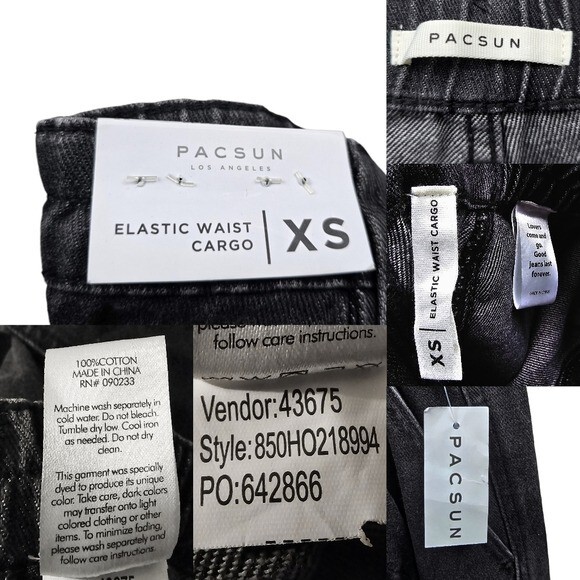 PACSUN
LOS ANGELES
ELASTIC WAIST
CARGO
XS
PACSUN
XS | ELASTIC WAIST CARGO
Lovers
come and
go.
Good
Jeans last
forever.
MADE IN CHINA
100%COTTON
MADE IN CHINA
RN# 090233
Machine wash separately in
cold water. Do not bleach.
Tumble dry low. Cool iron
as needed. Do not dry
clean.
This garment was specially
dyed to produce its unique
color. Take care, dark colors
may transfer onto light
colored clothing or other
items. To minimize fading,
please wash separately and
follow care instructions.
follow care instructions.
Vendor:43675
Style:850HO218994
PO:642866
PACSUN